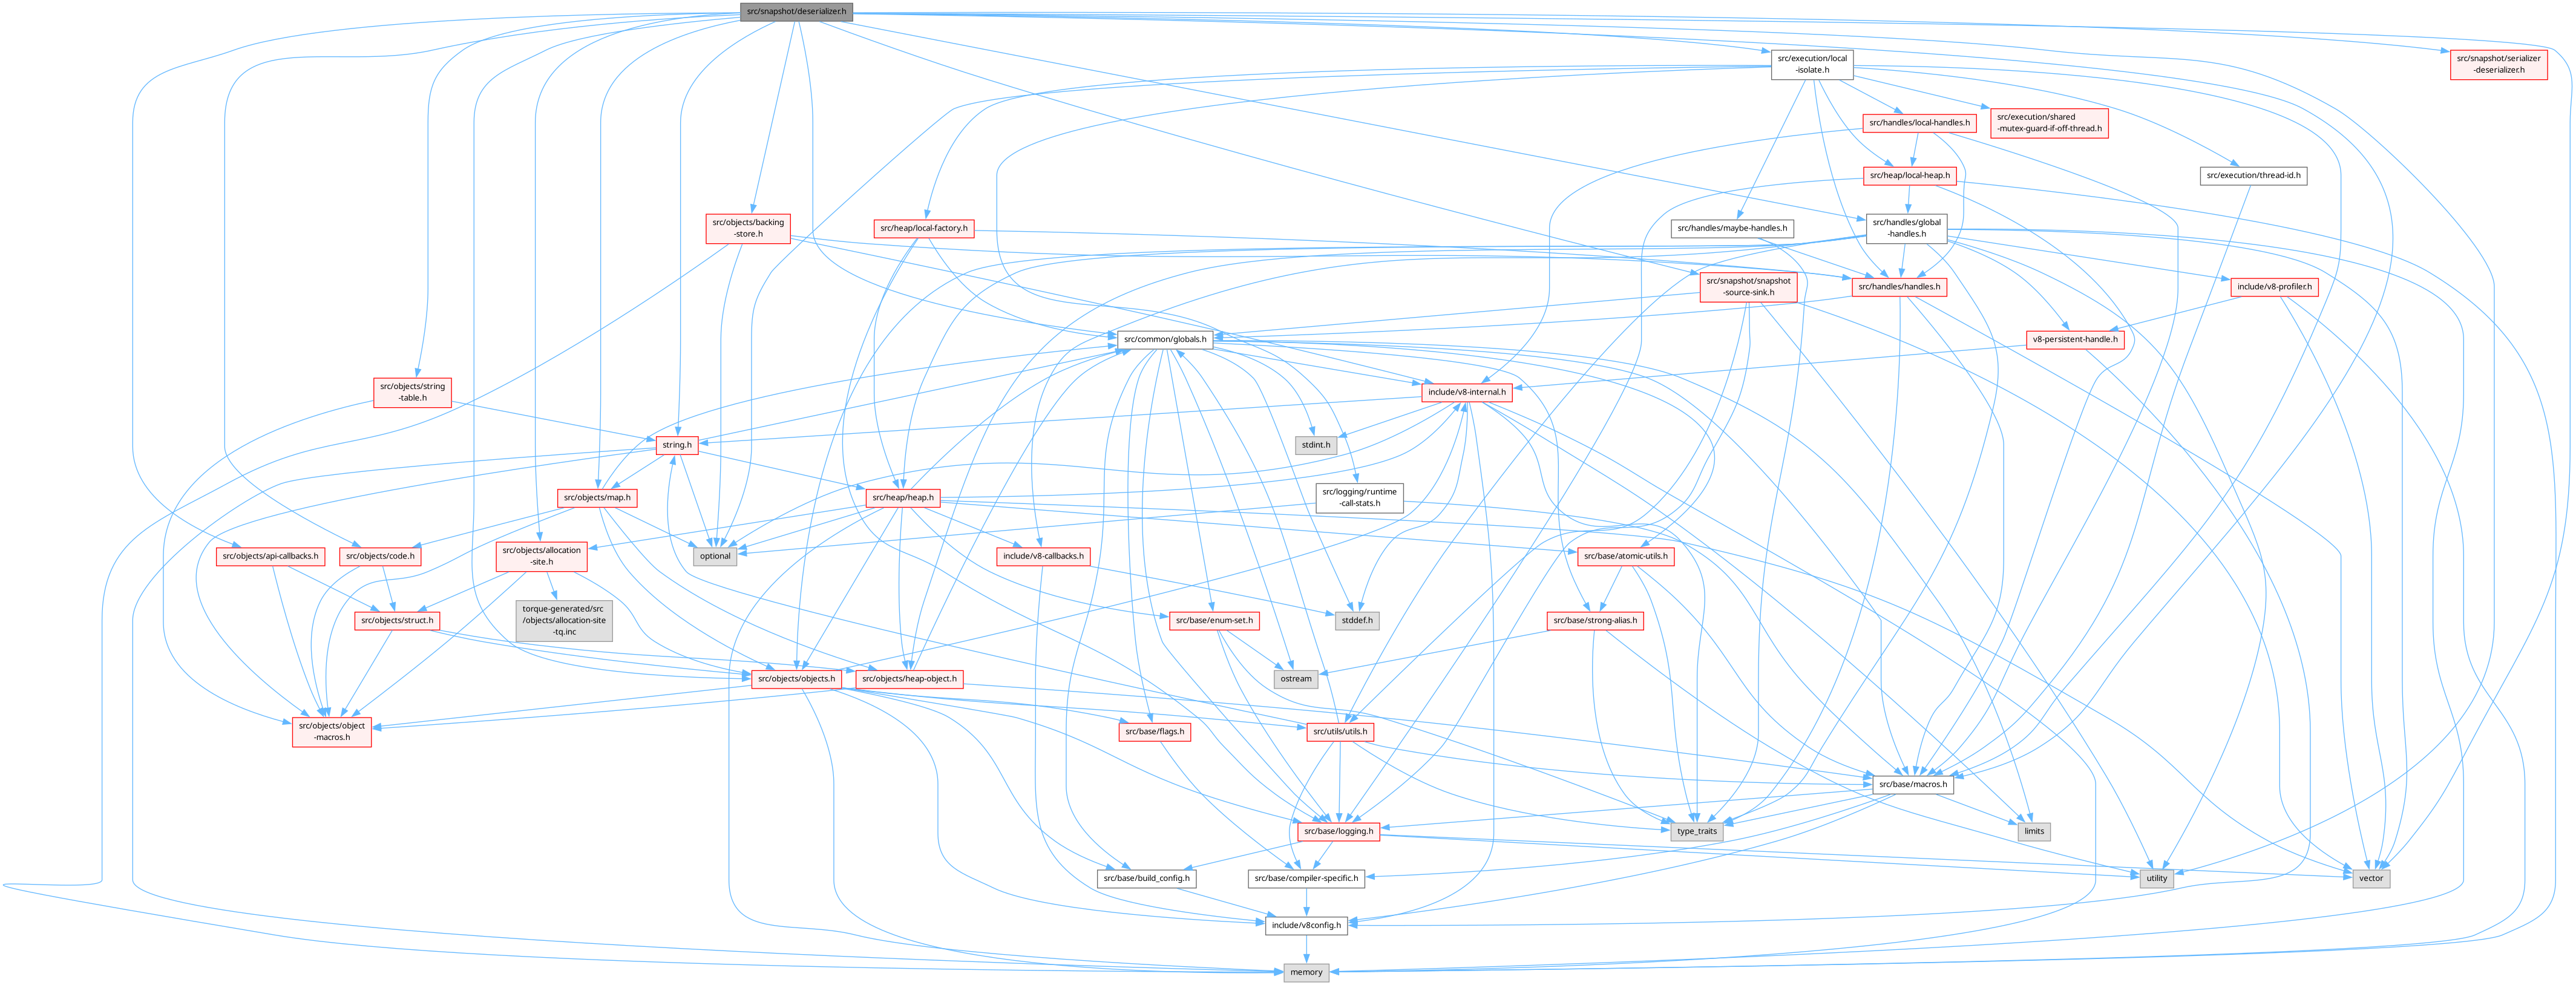 src/snapshot/deserializer.h
src/execution/local
-isolate.h
src/snapshot/serializer
-deserializer.h
src/handles/local-handles.h
src/execution/shared
-mutex-guard-if-off-thread.h
src/heap/local-heap.h
src/execution/thread-id.h
src/objects/backing
-store.h
src/heap/local-factory.h
src/handles/maybe-handles.h
src/handles/global
-handles.h
src/snapshot/snapshot
-source-sink.h
src/handles/handles.h
include/v8-profiler.h
src/common/globals.h
v8-persistent-handle.h
src/objects/string
-table.h
include/v8-internal.h
string.h
stdint.h
src/objects/map.h
src/heap/heap.h
src/logging/runtime
-call-stats.h
src/objects/api-callbacks.h
src/objects/code.h
src/objects/allocation
-site.h
optional
include/v8-callbacks.h
src/base/atomic-utils.h
torque-generated/src
/objects/allocation-site
-tq.inc
src/objects/struct.h
src/base/enum-set.h
stddef.h
src/base/strong-alias.h
src/objects/objects.h
src/objects/heap-object.h
ostream
src/objects/object
-macros.h
src/base/flags.h
src/utils/utils.h
src/base/macros.h
src/base/logging.h
type_traits
limits
src/base/build_config.h
src/base/compiler-specific.h
utility
vector
include/v8config.h
memory